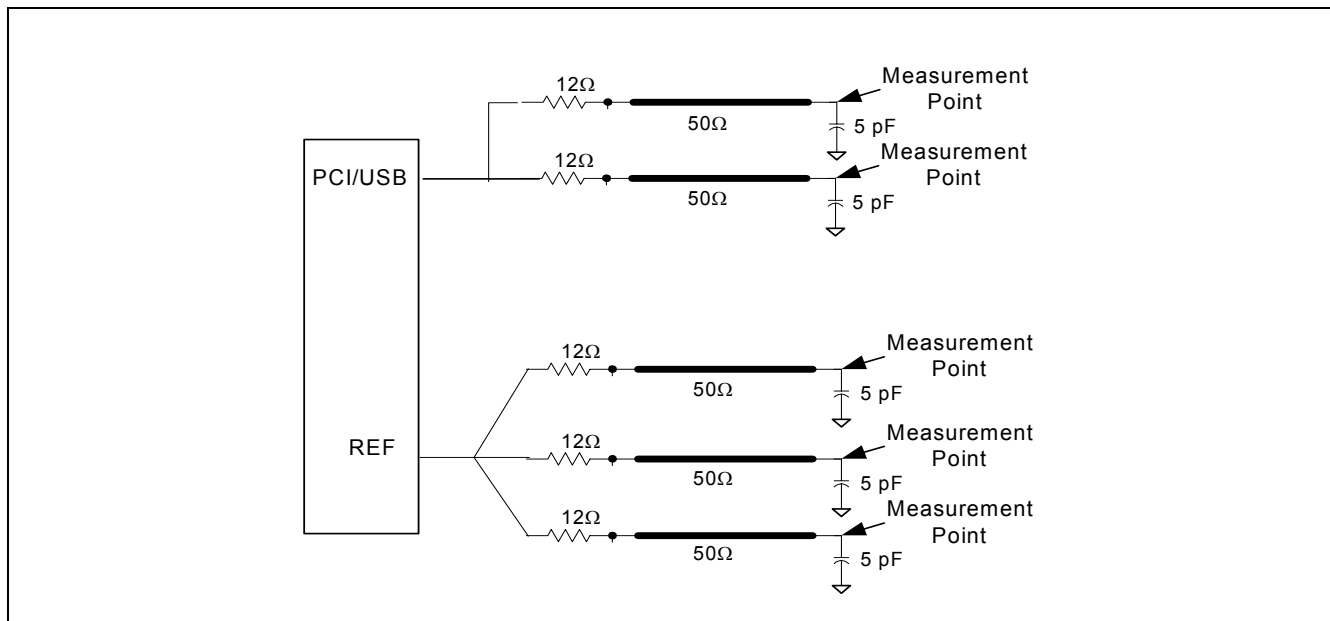 12Ω
Measurement
Point
50Ω
5 pF
PCI/USB
12Ω
Measurement
Point
50Ω
5 pF
12Ω
Measurement
Point
50Ω
5 pF
REF
12Ω
Measurement
Point
50Ω
5 pF
12Ω
Measurement
Point
50Ω
5 pF